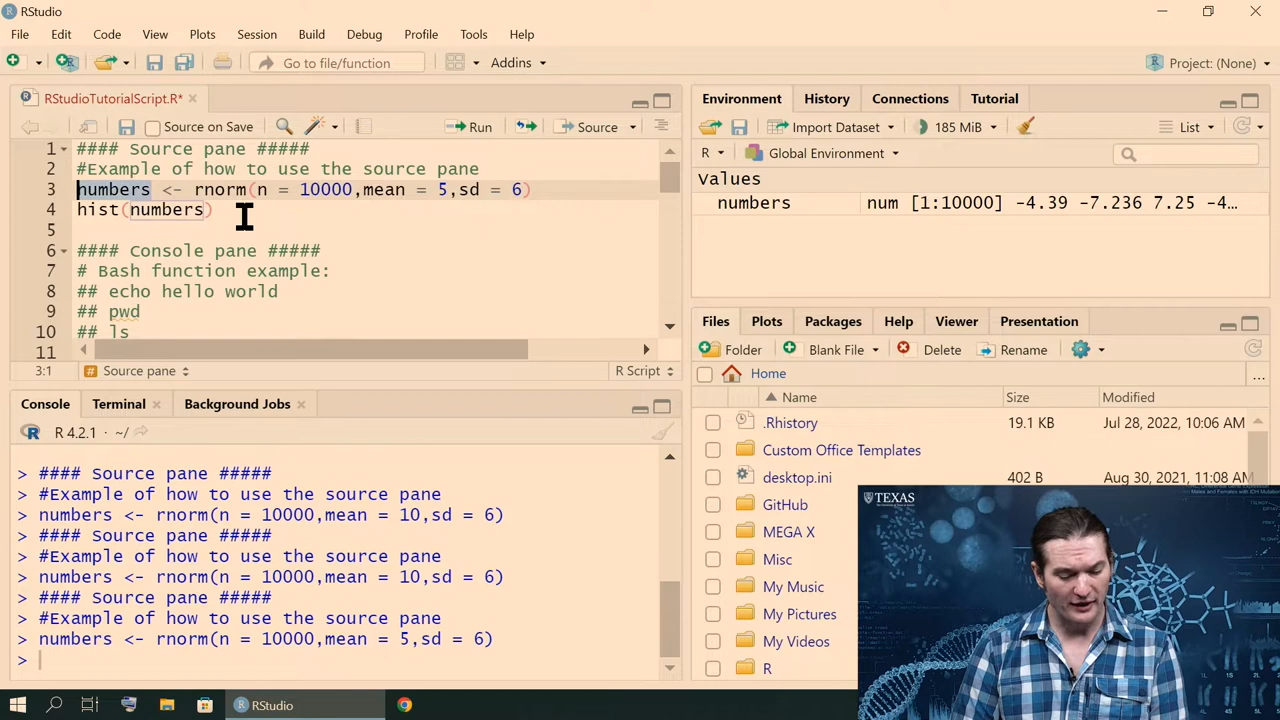 RStudio
File Edit Code View Plots Session Build Debug Profile Tools Help
Go to file/function Addins Project: (None)
RStudioTutorialScript.R*
Source on Save Run Source
1 #### Source pane #####
2 #Example of how to use the source pane
3 numbers <- rnorm(n = 10000,mean = 5,sd = 6)
4 hist(numbers)
5
6 #### Console pane #####
7 # Bash function example:
8 ## echo hello world
9 ## pwd
10 ## ls
11
3:1 # Source pane R Script
Console Terminal Background Jobs
R 4.2.1 · ~/
> #### Source pane #####
> #Example of how to use the source pane
> numbers <- rnorm(n = 10000,mean = 10,sd = 6)
> #### Source pane #####
> #Example of how to use the source pane
> numbers <- rnorm(n = 10000,mean = 10,sd = 6)
> #### Source pane #####
> #Example of how to use the source pane
> numbers <- rnorm(n = 10000,mean = 5,sd = 6)
>
Environment History Connections Tutorial
Import Dataset 185 MiB List
R Global Environment
Values
numbers num [1:10000] -4.39 -7.236 7.25 -4…
Files Plots Packages Help Viewer Presentation
Folder Blank File Delete Rename
Home ...
Name Size Modified
.Rhistory 19.1 KB Jul 28, 2022, 10:06 AM
Custom Office Templates
desktop.ini 402 B Aug 30, 2021, 11:08 AM
GitHub
MEGA X
Misc
My Music
My Pictures
My Videos
R
TEXAS
RStudio